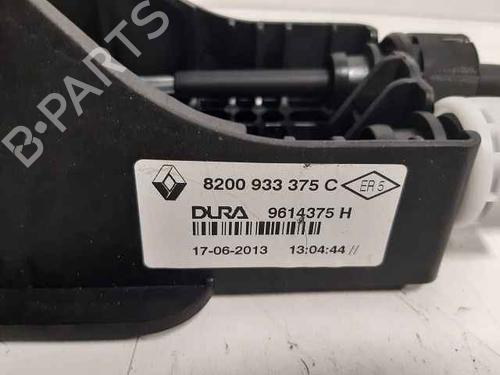 B-PARTS
8200 933 375 C ER 5
DURA 9614375 H
17-06-2013 13:04:44 //